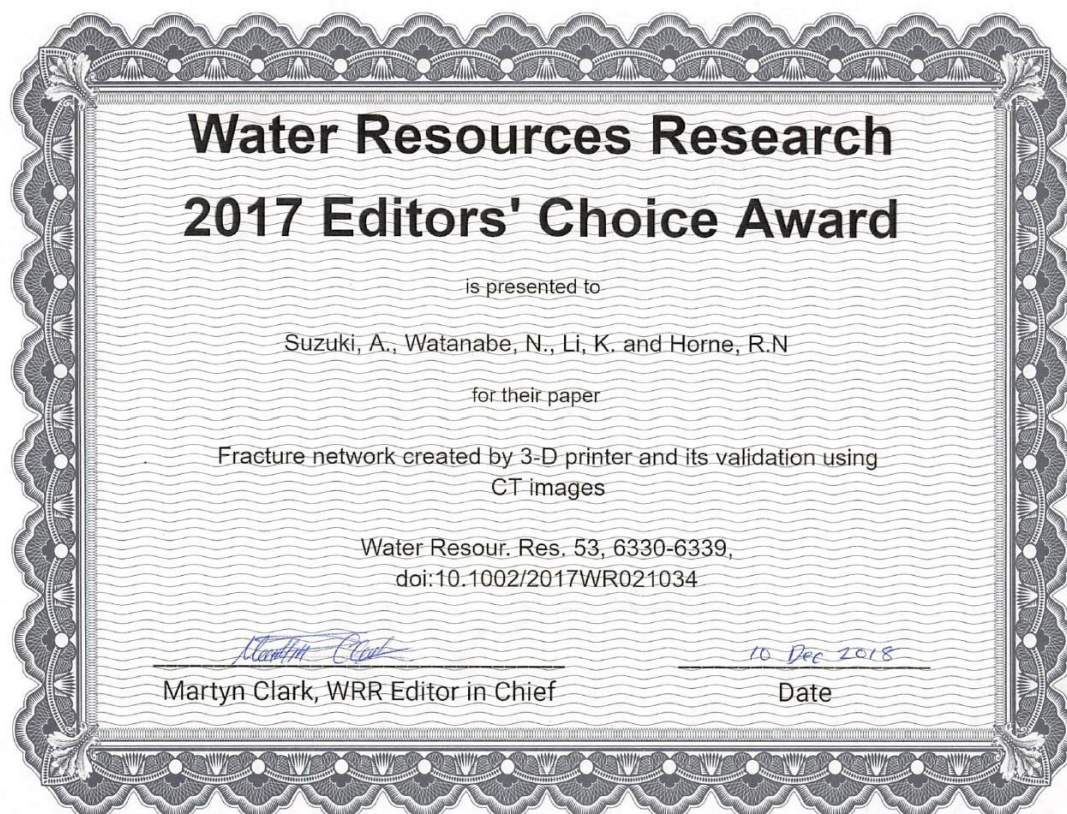 Water Resources Research
2017 Editors' Choice Award
is presented to
Suzuki, A., Watanabe, N., Li, K. and Horne, R.N
for their paper
Fracture network created by 3-D printer and its validation using
CT images
Water Resour. Res. 53, 6330-6339,
doi:10.1002/2017WR021034
Martyn Clark 10 Dec 2018
Martyn Clark, WRR Editor in Chief Date